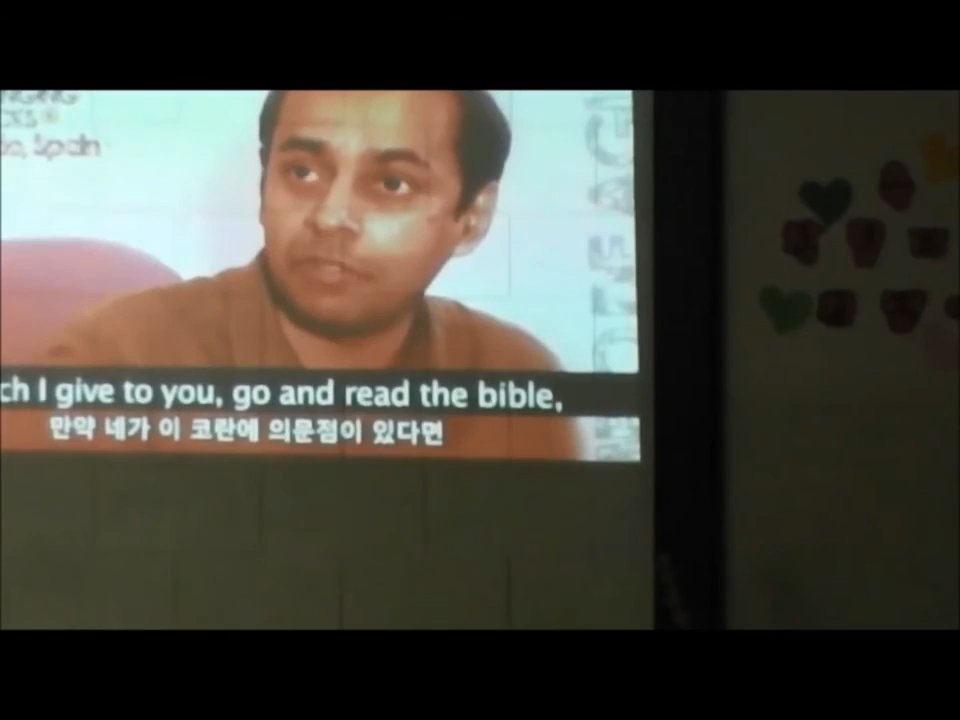 Spain
ch I give to you, go and read the bible,
만약 네가 이 코란에 의문점이 있다면